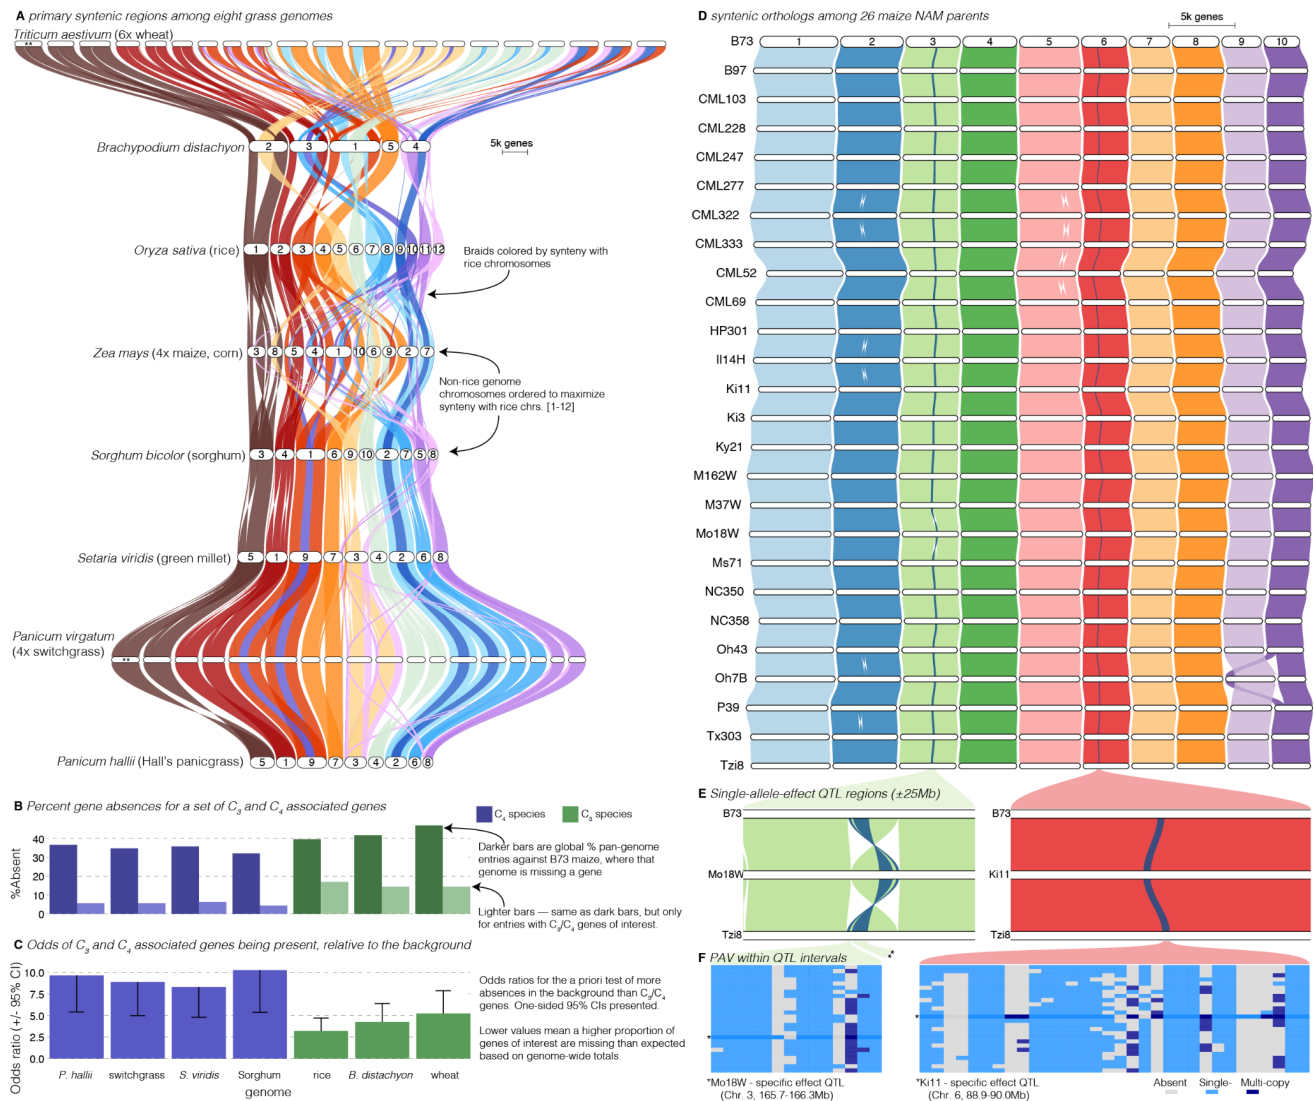 A primary syntenic regions among eight grass genomes
Triticum aestivum (6x wheat)
**
Brachypodium distachyon
2 3 1 5 4
5k genes
Oryza sativa (rice)
1 2 3 4 5 6 7 8 9 10 11 12
Braids colored by synteny with
rice chromosomes
Zea mays (4x maize, corn)
3 8 5 4 1 10 6 9 2 7
Non-rice genome
chromosomes ordered to maximize
synteny with rice chrs. [1-12]
Sorghum bicolor (sorghum)
3 4 1 6 9 10 2 7 5 8
Setaria viridis (green millet)
5 1 9 7 3 4 2 6 8
Panicum virgatum
(4x switchgrass)
**
Panicum hallii (Hall's panicgrass)
5 1 9 7 3 4 2 6 8
B Percent gene absences for a set of C3 and C4 associated genes
C4 species
C3 species
%Absent
40
30
20
10
0
Darker bars are global % pan-genome
entries against B73 maize, where that
genome is missing a gene
Lighter bars — same as dark bars, but only
for entries with C3/C4 genes of interest.
C Odds of C3 and C4 associated genes being present, relative to the background
Odds ratio (+/- 95% CI)
10.0
7.5
5.0
2.5
0.0
Odds ratios for the a priori test of more
absences in the background than C3/C4
genes. One-sided 95% CIs presented.
Lower values mean a higher proportion of
genes of interest are missing than expected
based on genome-wide totals.
P. hallii switchgrass S. viridis Sorghum rice B. distachyon wheat
genome
D syntenic orthologs among 26 maize NAM parents
5k genes
B73
1 2 3 4 5 6 7 8 9 10
B97
CML103
CML228
CML247
CML277
CML322
CML333
CML52
CML69
HP301
Il14H
Ki11
Ki3
Ky21
M162W
M37W
Mo18W
Ms71
NC350
NC358
Oh43
Oh7B
P39
Tx303
Tzi8
E Single-allele-effect QTL regions (±25Mb)
B73
Mo18W
Tzi8
B73
Ki11
Tzi8
F PAV within QTL intervals
**
*
*
*Mo18W - specific effect QTL
(Chr. 3, 165.7-166.3Mb)
*Ki11 - specific effect QTL
(Chr. 6, 88.9-90.0Mb)
Absent Single- Multi-copy